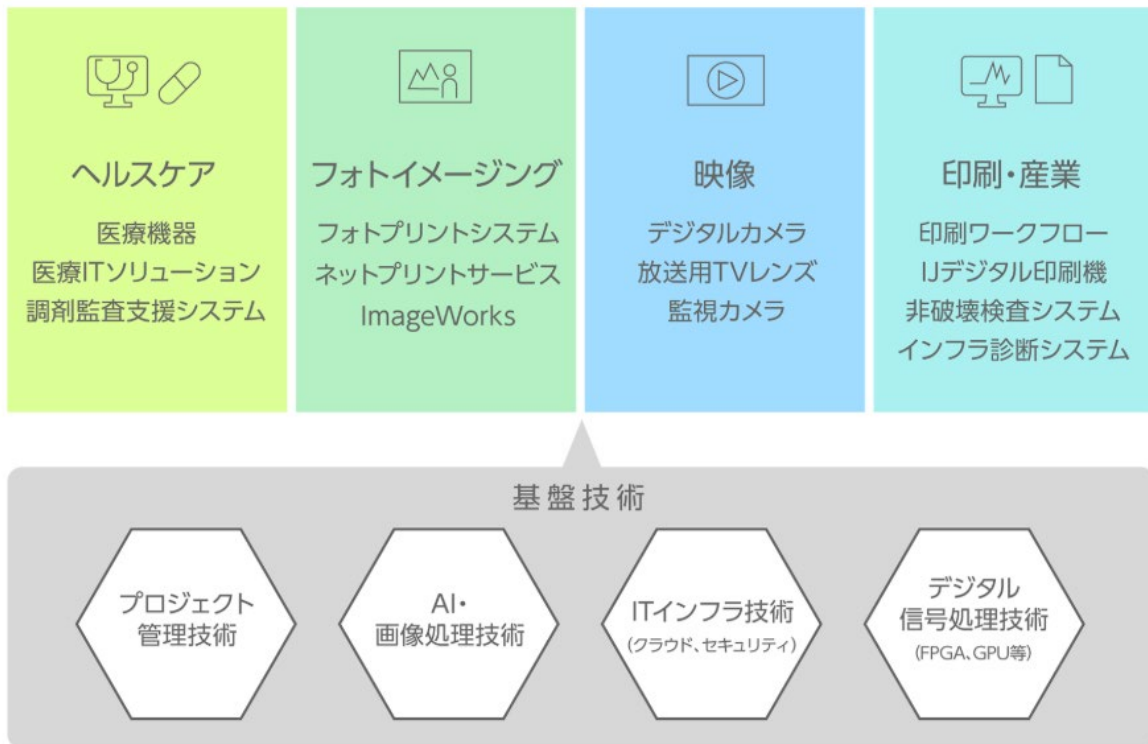 ヘルスケア
医療機器
医療ITソリューション
調剤監査支援システム
フォトイメージング
フォトプリントシステム
ネットプリントサービス
ImageWorks
映像
デジタルカメラ
放送用TVレンズ
監視カメラ
印刷・産業
印刷ワークフロー
IJデジタル印刷機
非破壊検査システム
インフラ診断システム
基盤技術
プロジェクト
管理技術
AI・
画像処理技術
ITインフラ技術
(クラウド、セキュリティ)
デジタル
信号処理技術
(FPGA、GPU等)